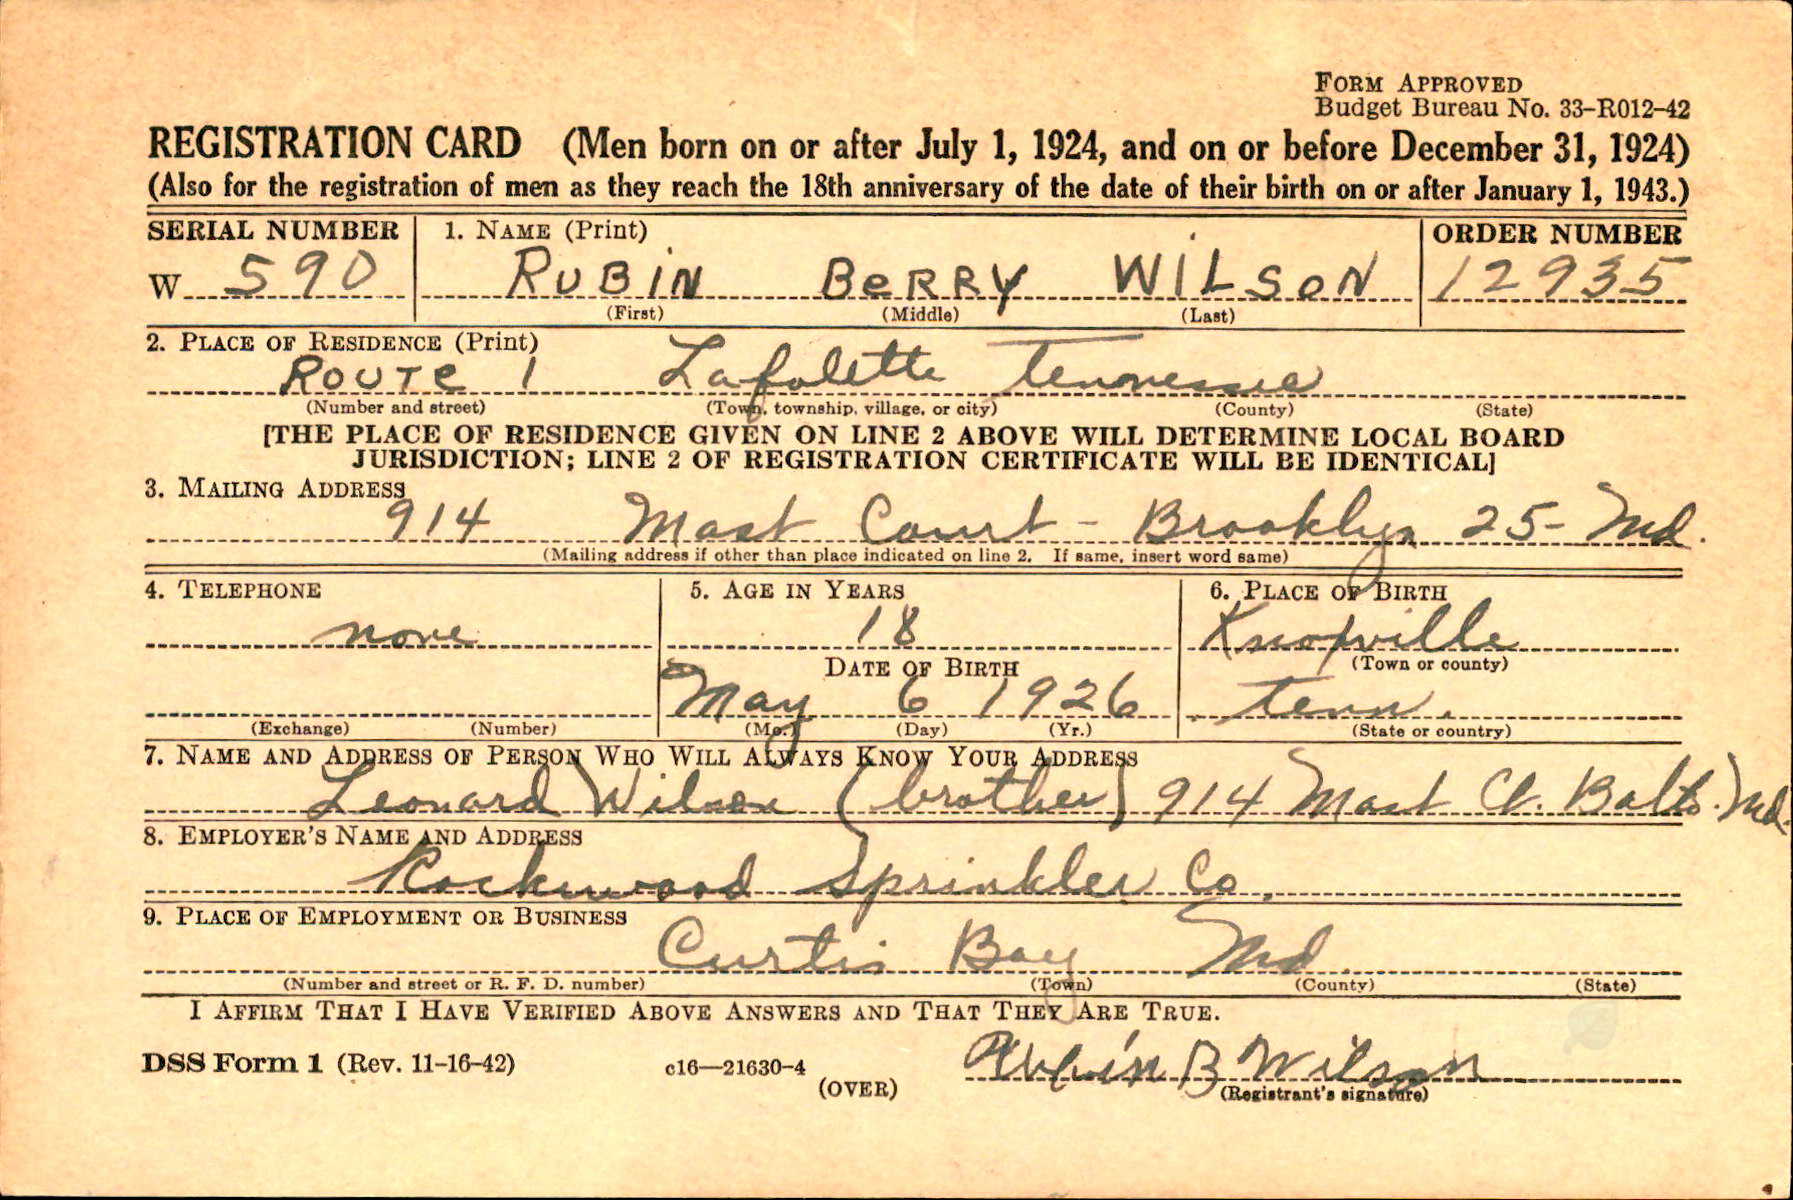 FORM APPROVED
Budget Bureau No. 33-R012-42
REGISTRATION CARD (Men born on or after July 1, 1924, and on or before December 31, 1924)
(Also for the registration of men as they reach the 18th anniversary of the date of their birth on or after January 1, 1943.)
SERIAL NUMBER 1. NAME (Print) ORDER NUMBER
W 590 RUBIN BeRRY WILSON 12935
(First) (Middle) (Last)
2. PLACE OF RESIDENCE (Print)
ROUTe 1 Lafolette Tennessee
(Number and street) (Town, township, village, or city) (County) (State)
[THE PLACE OF RESIDENCE GIVEN ON LINE 2 ABOVE WILL DETERMINE LOCAL BOARD
JURISDICTION; LINE 2 OF REGISTRATION CERTIFICATE WILL BE IDENTICAL]
3. MAILING ADDRESS
914 Mast Court - Brooklyn 25 - Md.
(Mailing address if other than place indicated on line 2. If same, insert word same)
4. TELEPHONE 5. AGE IN YEARS 6. PLACE OF BIRTH
none 18 Knoxville
DATE OF BIRTH (Town or county)
May 6 1926 Tenn.
(Exchange) (Number) (Mo.) (Day) (Yr.) (State or country)
7. NAME AND ADDRESS OF PERSON WHO WILL ALWAYS KNOW YOUR ADDRESS
Leonard Wilson (brother) 914 Mast Ct. Balto. Md.
8. EMPLOYER'S NAME AND ADDRESS
Rockwood Sprinkler Co.
9. PLACE OF EMPLOYMENT OR BUSINESS
Curtis Bay Md.
(Number and street or R. F. D. number) (Town) (County) (State)
I AFFIRM THAT I HAVE VERIFIED ABOVE ANSWERS AND THAT THEY ARE TRUE.
DSS Form 1 (Rev. 11-16-42) c16—21630-4
(OVER) Rubin B Wilson
(Registrant's signature)